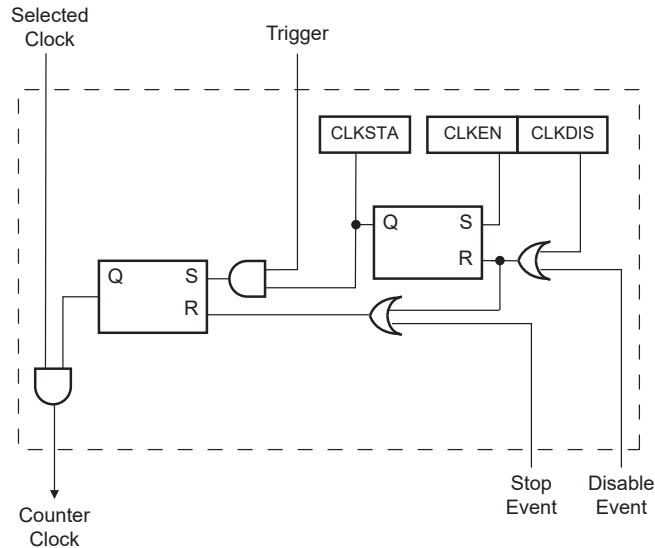 Selected
Clock
Trigger
CLKSTA
CLKEN
CLKDIS
Q
S
R
Q
S
R
Stop
Event
Disable
Event
Counter
Clock